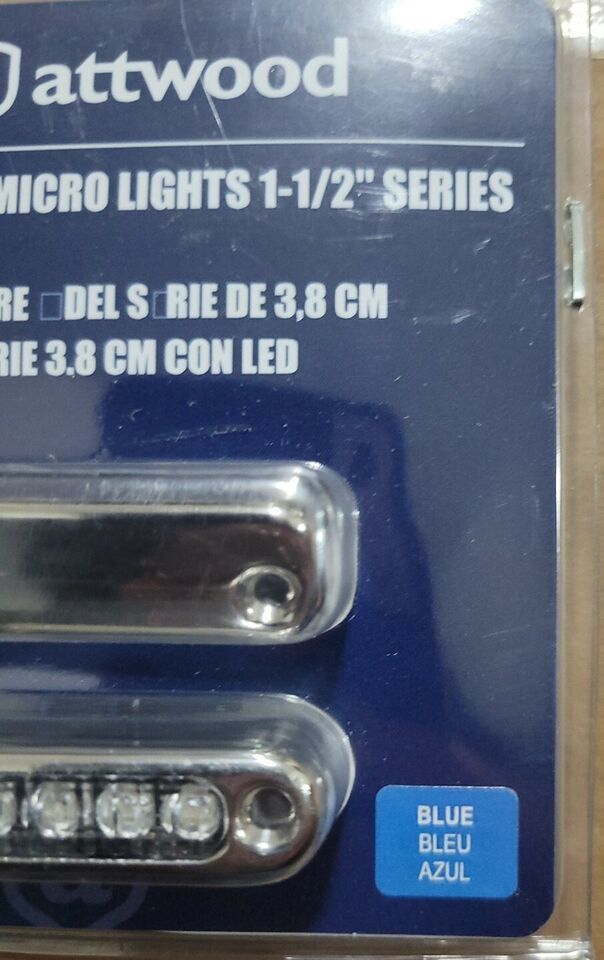 attwood
MICRO LIGHTS 1-1/2" SERIES
RE □DEL S□RIE DE 3,8 CM
RIE 3.8 CM CON LED
BLUE
BLEU
AZUL